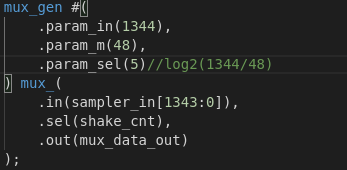 mux_gen #(
    .param_in(1344),
    .param_m(48),
    .param_sel(5)//log2(1344/48)
) mux_(
    .in(sampler_in[1343:0]),
    .sel(shake_cnt),
    .out(mux_data_out)
);